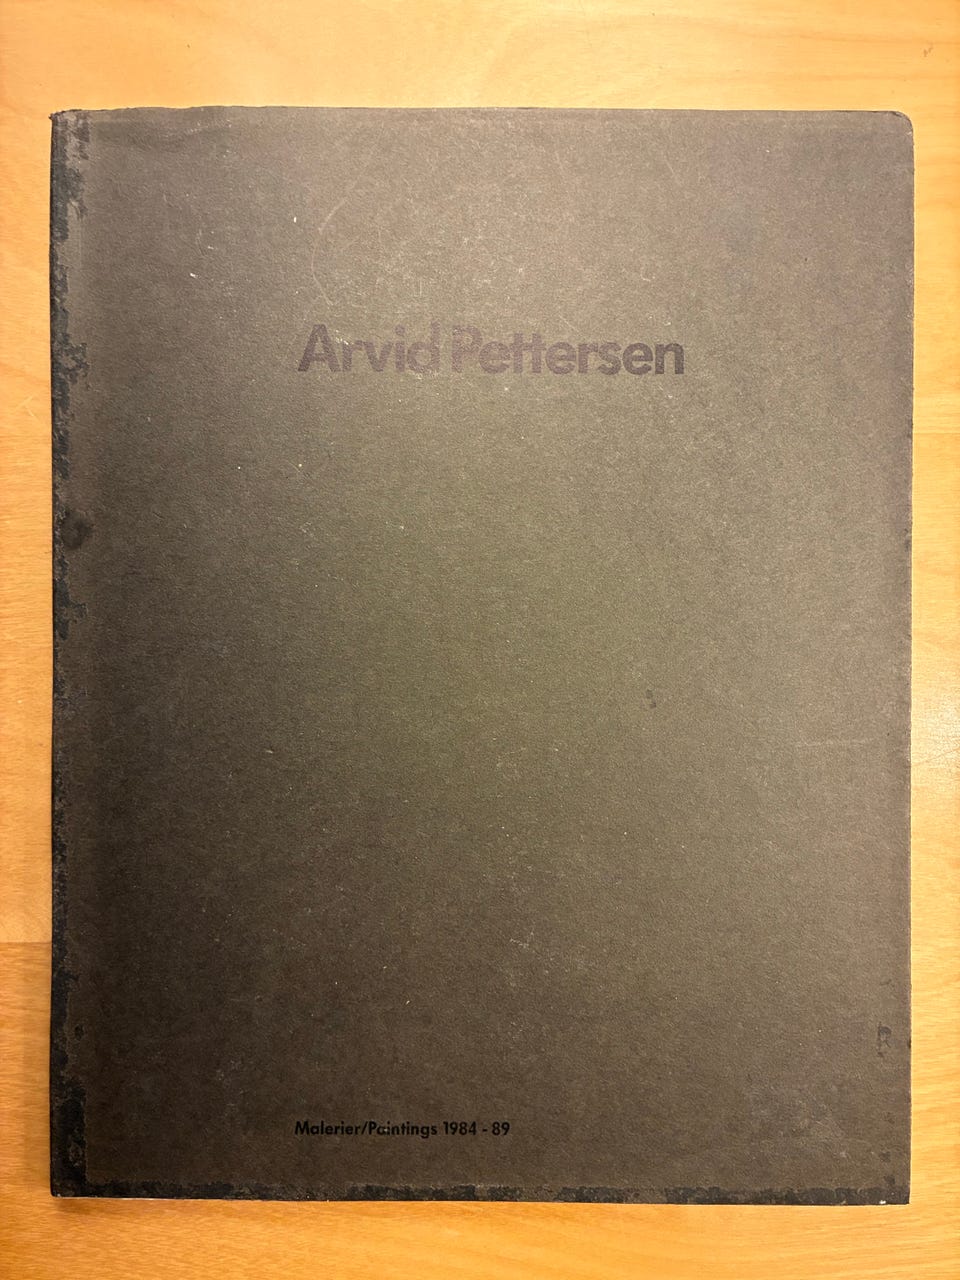 Arvid Pettersen
Malerier/Paintings 1984 - 89